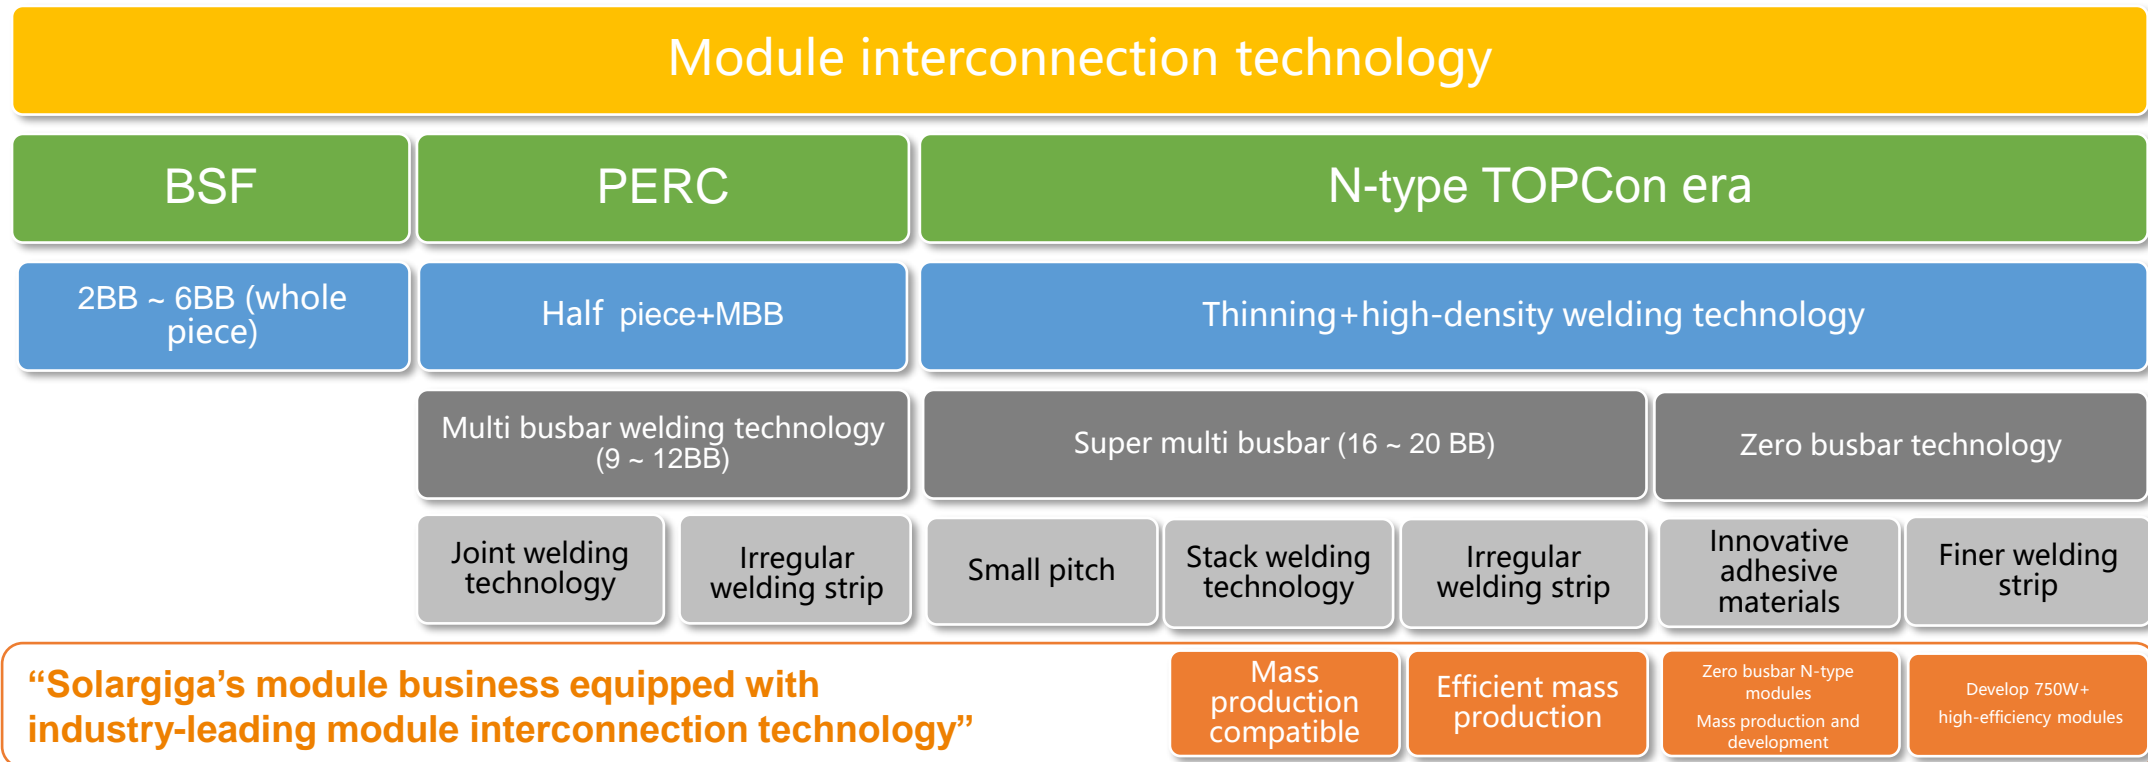 Module interconnection technology
BSF
PERC
N-type TOPCon era
2BB ~ 6BB (whole
piece)
Half piece+MBB
Thinning+high-density welding technology
Multi busbar welding technology
(9 ~ 12BB)
Super multi busbar (16 ~ 20 BB)
Zero busbar technology
Joint welding
technology
Irregular
welding strip
Small pitch
Stack welding
technology
Irregular
welding strip
Innovative
adhesive
materials
Finer welding
strip
“Solargiga’s module business equipped with
industry-leading module interconnection technology”
Mass
production
compatible
Efficient mass
production
Zero busbar N-type
modules
Mass production and
development
Develop 750W+
high-efficiency modules